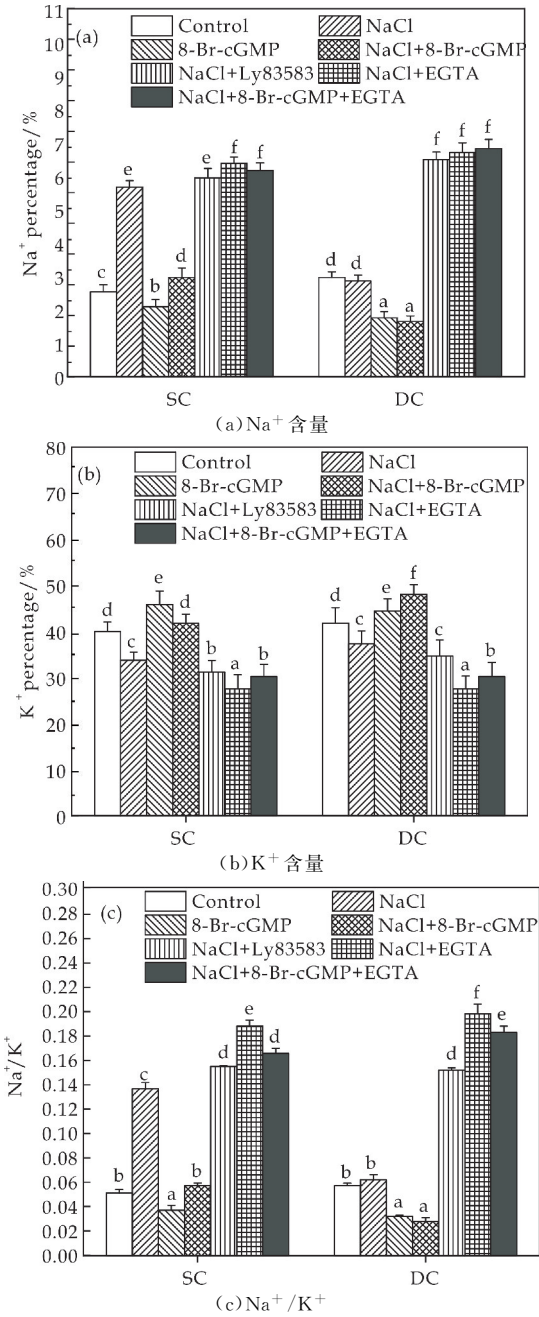 (a)
Control
NaCl
8-Br-cGMP
NaCl+8-Br-cGMP
NaCl+Ly83583
NaCl+EGTA
NaCl+8-Br-cGMP+EGTA
Na⁺ percentage/%
11
10
9
8
7
6
5
4
3
2
1
0
c e b d e f f
d d a a f f f
SC DC
(a)Na⁺含量
(b)
Control
NaCl
8-Br-cGMP
NaCl+8-Br-cGMP
NaCl+Ly83583
NaCl+EGTA
NaCl+8-Br-cGMP+EGTA
K⁺percentage/%
80
70
60
50
40
30
20
10
0
d c e d b a b
d c e f c a b
SC DC
(b)K⁺含量
(c)
Control
NaCl
8-Br-cGMP
NaCl+8-Br-cGMP
NaCl+Ly83583
NaCl+EGTA
NaCl+8-Br-cGMP+EGTA
Na⁺/K⁺
0.30
0.28
0.26
0.24
0.22
0.20
0.18
0.16
0.14
0.12
0.10
0.08
0.06
0.04
0.02
0.00
b c a b d e d
b b a a d f e
SC DC
(c)Na⁺/K⁺